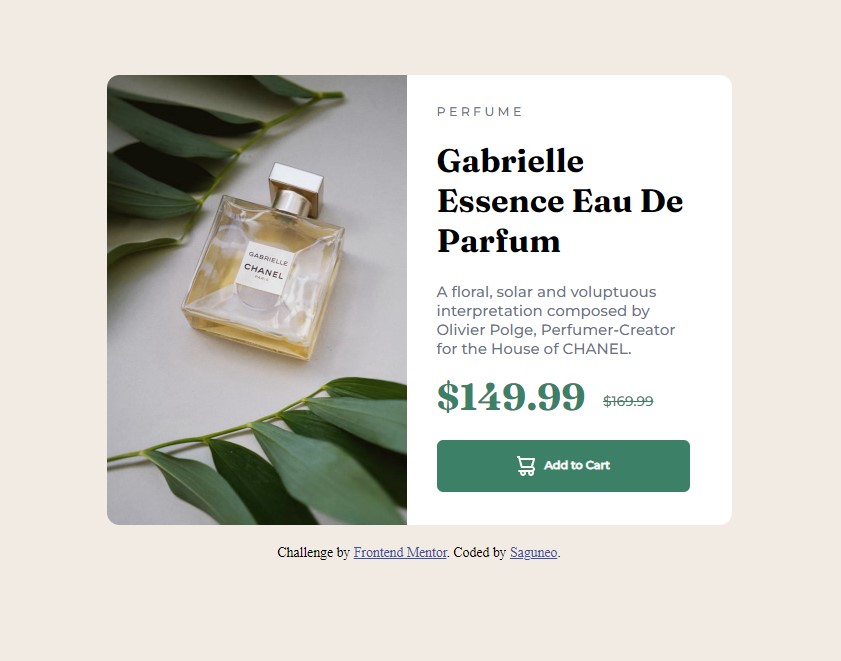 PERFUME
Gabrielle
Essence Eau De
Parfum
GABRIELLE
CHANEL
PARIS
A floral, solar and voluptuous
interpretation composed by
Olivier Polge, Perfumer-Creator
for the House of CHANEL.
$149.99 $169.99
Add to Cart
Challenge by Frontend Mentor. Coded by Saguneo.